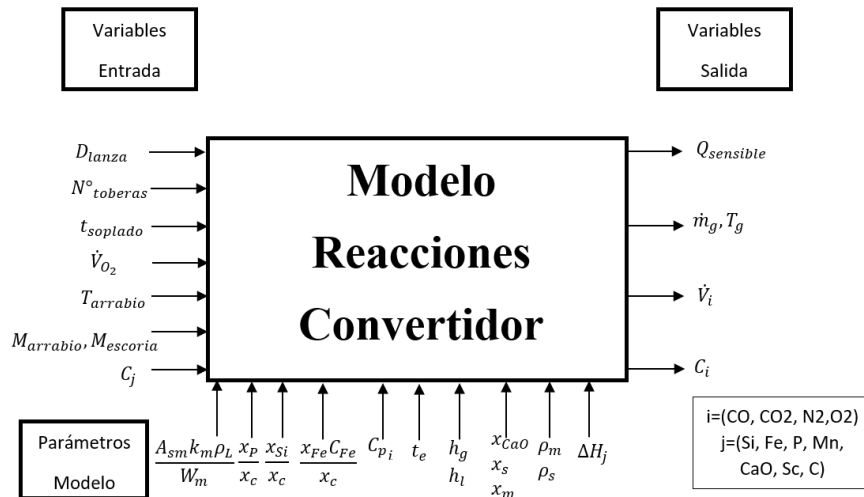 Variables
Entrada
Variables
Salida
D_lanza
N°_toberas
t_soplado
V̇_O₂
T_arrabio
M_arrabio, M_escoria
C_j
Modelo
Reacciones
Convertidor
Q_sensible
ṁ_g, T_g
V̇_i
C_i
Parámetros
Modelo
A_sm k_m ρ_L / W_m
x_P / x_c
x_Si / x_c
x_Fe C_Fe / x_c
C_p_i
t_e
h_g
h_l
x_CaO
x_s
x_m
ρ_m
ρ_s
ΔH_j
i=(CO, CO2, N2,O2)
j=(Si, Fe, P, Mn,
CaO, Sc, C)